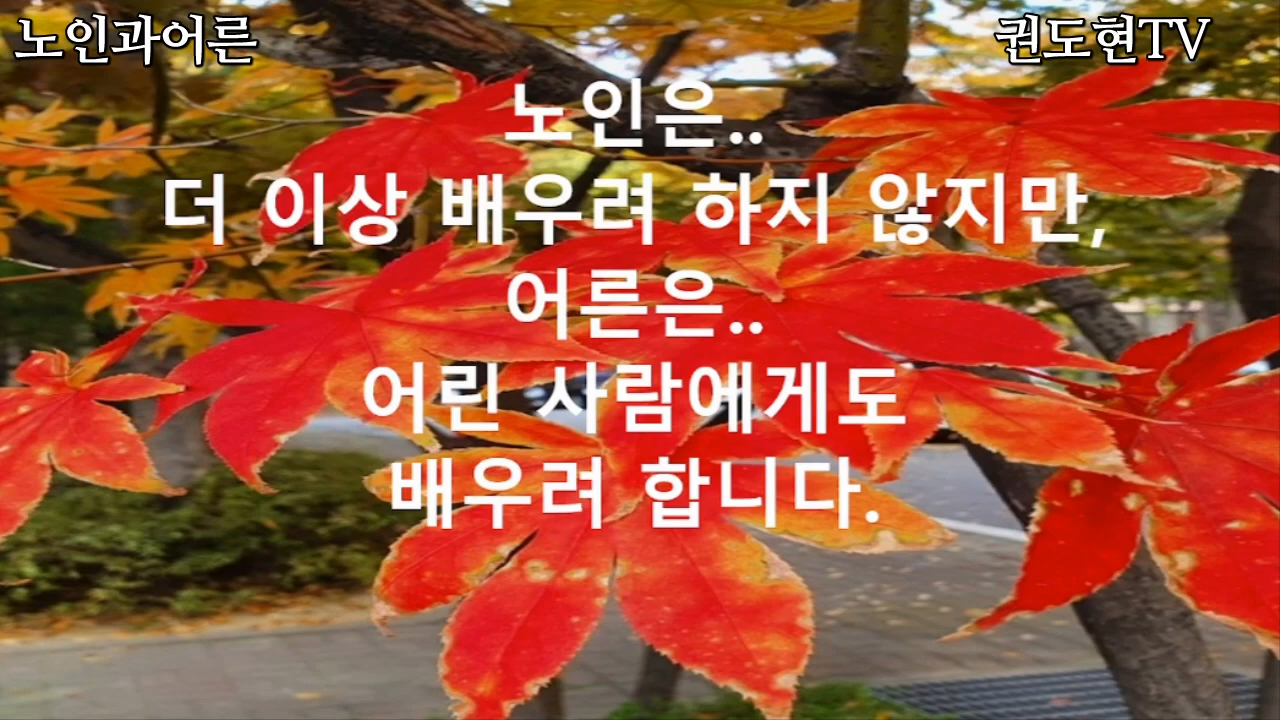 노인과어른
권도현TV
노인은..
더 이상 배우려 하지 않지만,
어른은..
어린 사람에게도
배우려 합니다.